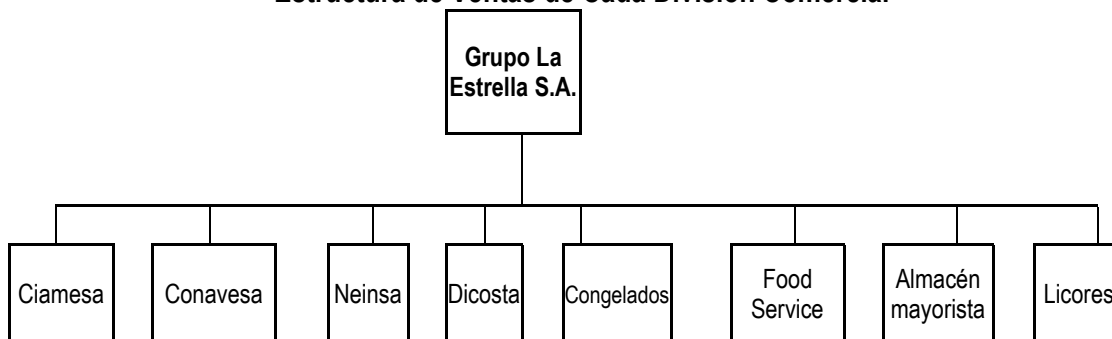 Estructura de Ventas de Cada División Comercial
Grupo La
Estrella S.A.
Ciamesa
Conavesa
Neinsa
Dicosta
Congelados
Food
Service
Almacén
mayorista
Licores